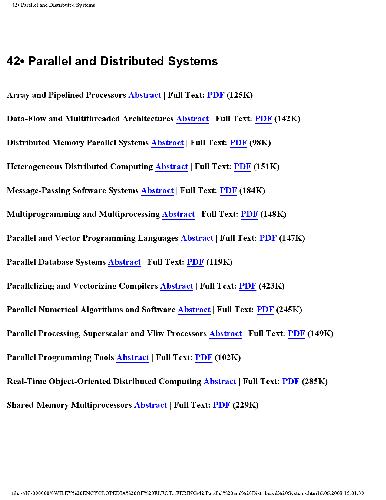 42• Parallel and Distributed Systems
42• Parallel and Distributed Systems
Array and Pipelined Processors Abstract | Full Text: PDF (125K)
Data-Flow and Multithreaded Architectures Abstract | Full Text: PDF (142K)
Distributed Memory Parallel Systems Abstract | Full Text: PDF (98K)
Heterogeneous Distributed Computing Abstract | Full Text: PDF (151K)
Message-Passing Software Systems Abstract | Full Text: PDF (184K)
Multiprogramming and Multiprocessing Abstract | Full Text: PDF (148K)
Parallel and Vector Programming Languages Abstract | Full Text: PDF (147K)
Parallel Database Systems Abstract | Full Text: PDF (119K)
Parallelizing and Vectorizing Compilers Abstract | Full Text: PDF (423K)
Parallel Numerical Algorithms and Software Abstract | Full Text: PDF (245K)
Parallel Processing, Superscalar and Vliw Processors Abstract | Full Text: PDF (149K)
Parallel Programming Tools Abstract | Full Text: PDF (102K)
Real-Time Object-Oriented Distributed Computing Abstract | Full Text: PDF (285K)
Shared Memory Multiprocessors Abstract | Full Text: PDF (229K)